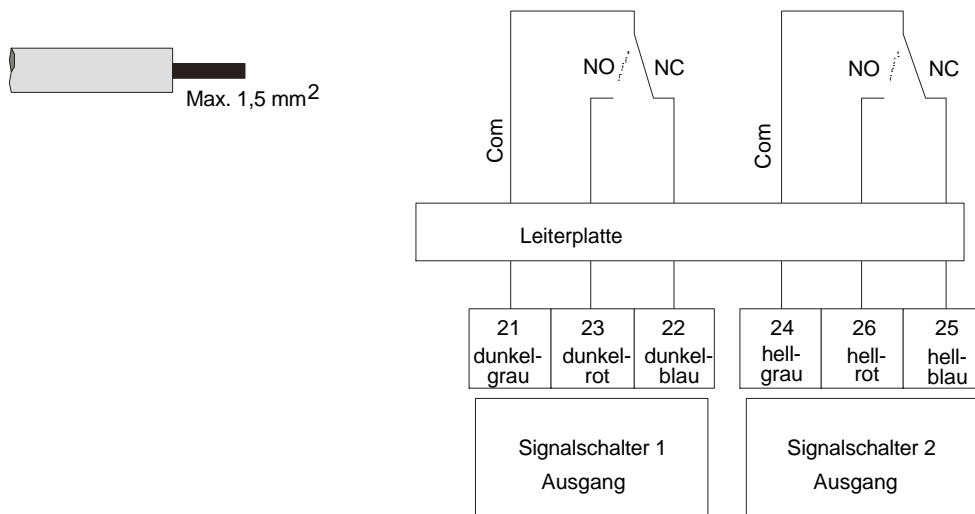 Max. 1,5 mm²
NO NC
NO NC
Com
Com
Leiterplatte
21
dunkel-
grau
23
dunkel-
rot
22
dunkel-
blau
24
hell-
grau
26
hell-
rot
25
hell-
blau
Signalschalter 1
Ausgang
Signalschalter 2
Ausgang